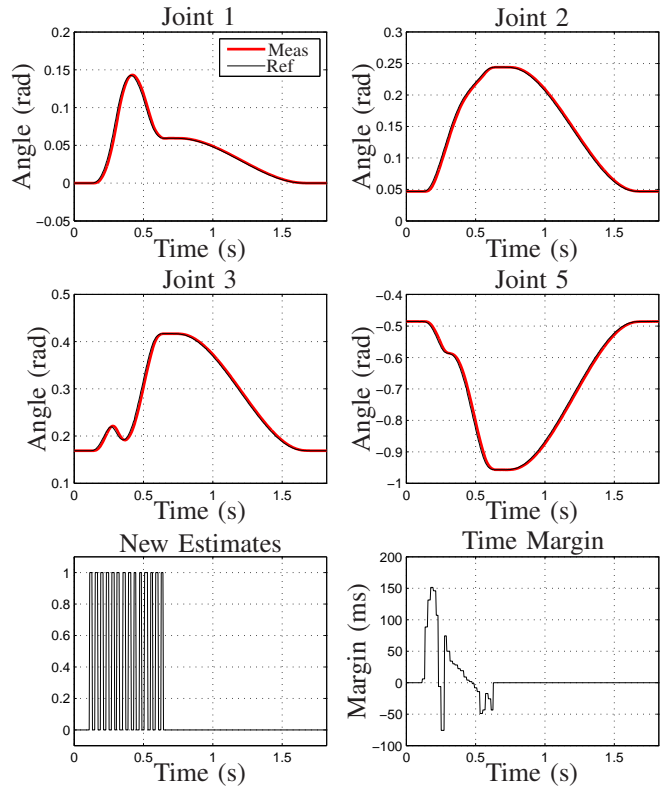 Joint 1
Joint 2
Angle (rad)
0.2
0.15
0.1
0.05
0
−0.05
Meas
Ref
0 0.5 1 1.5
Time (s)
Angle (rad)
0.3
0.25
0.2
0.15
0.1
0.05
0
0 0.5 1 1.5
Time (s)
Joint 3
Joint 5
Angle (rad)
0.5
0.4
0.3
0.2
0.1
0 0.5 1 1.5
Time (s)
Angle (rad)
−0.4
−0.5
−0.6
−0.7
−0.8
−0.9
−1
0 0.5 1 1.5
Time (s)
New Estimates
Time Margin
1
0.8
0.6
0.4
0.2
0
0 0.5 1 1.5
Time (s)
Margin (ms)
200
150
100
50
0
−50
−100
0 0.5 1 1.5
Time (s)